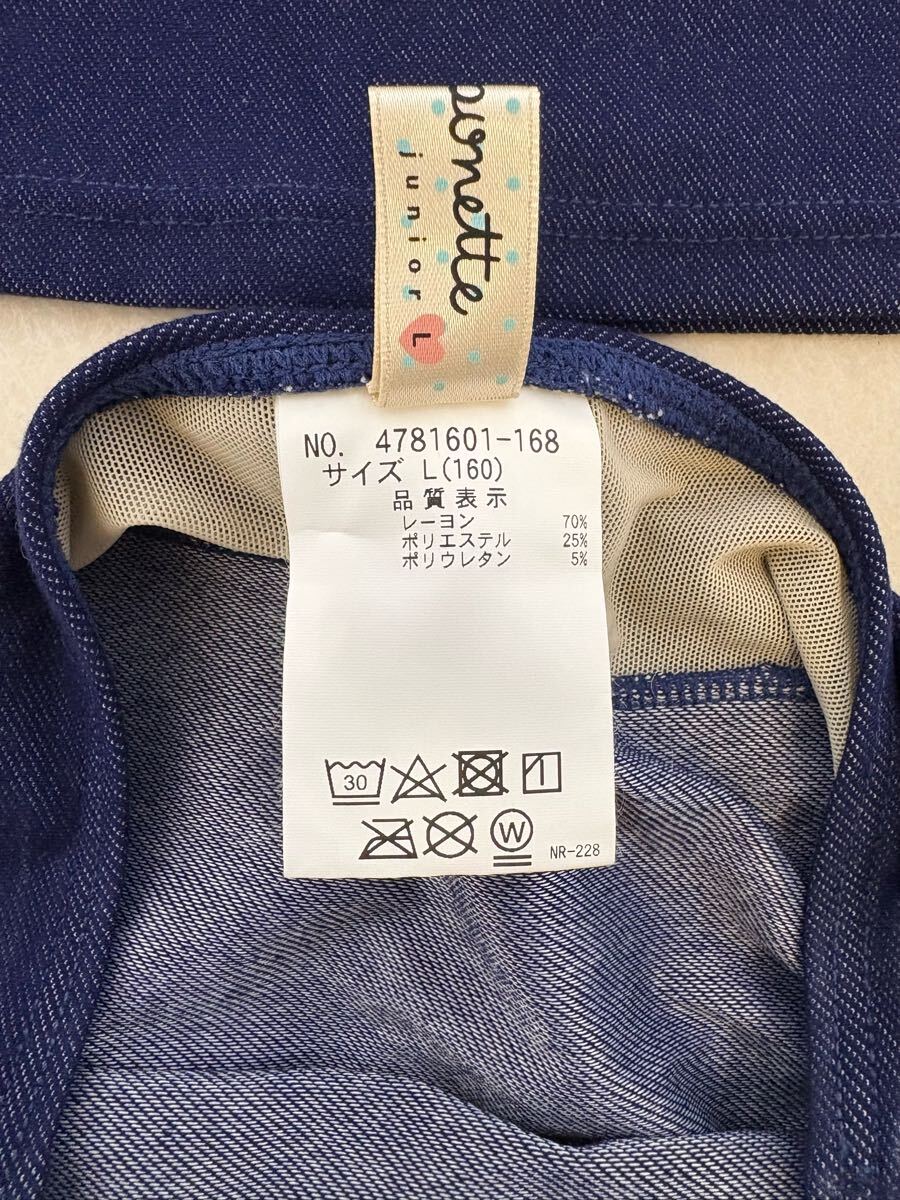 pionette
junior
L
NO. 4781601-168
サイズ L(160)
品質表示
レーヨン 70%
ポリエステル 25%
ポリウレタン 5%
30
W
NR-228